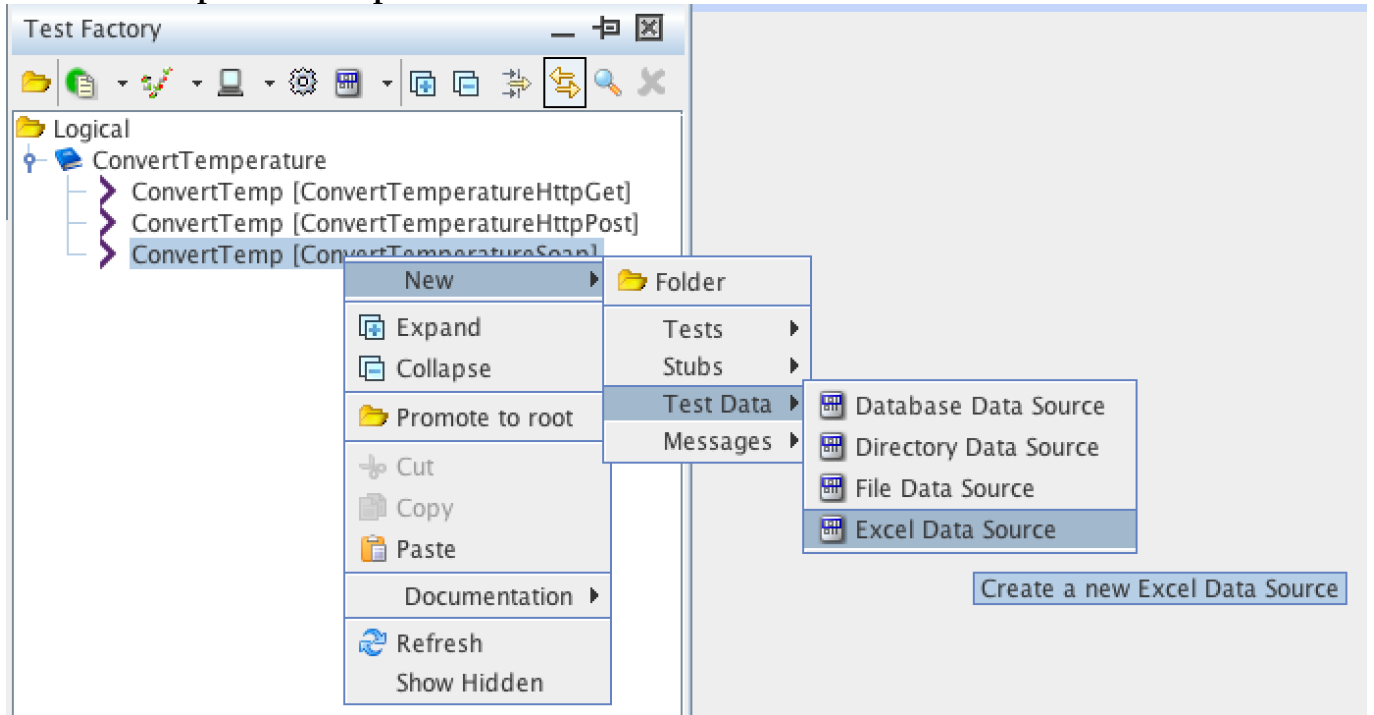 Test Factory
Logical
ConvertTemperature
ConvertTemp [ConvertTemperatureHttpGet]
ConvertTemp [ConvertTemperatureHttpPost]
ConvertTemp [ConvertTemperatureSoap]
New
Expand
Collapse
Promote to root
Cut
Copy
Paste
Documentation
Refresh
Show Hidden
Folder
Tests
Stubs
Test Data
Messages
Database Data Source
Directory Data Source
File Data Source
Excel Data Source
Create a new Excel Data Source